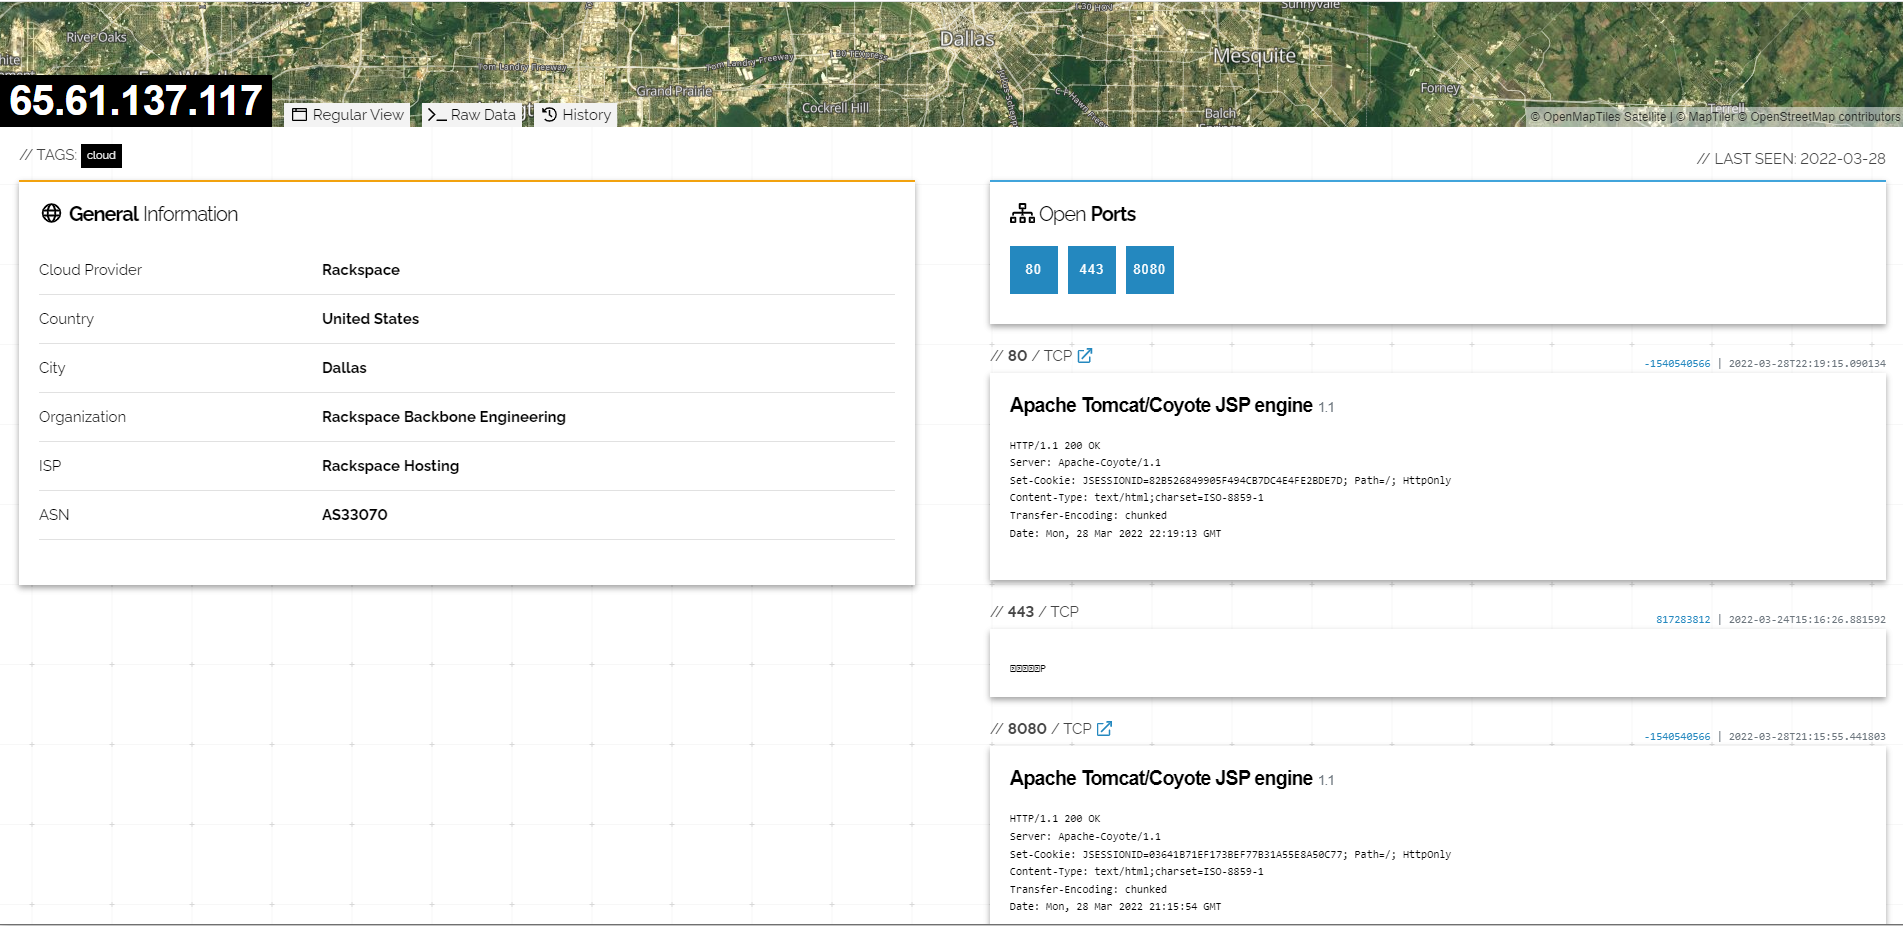 River Oaks
Dallas
Sunnyvale
Mesquite
Tom Landry Freeway
Tom Landry Freeway
Grand Prairie
Cockrell Hill
Balch
Forney
Terrell
65.61.137.117
Regular View
Raw Data
History
© OpenMapTiles Satellite | © MapTiler © OpenStreetMap contributors
// TAGS: cloud
// LAST SEEN: 2022-03-28
General Information
Cloud Provider Rackspace
Country United States
City Dallas
Organization Rackspace Backbone Engineering
ISP Rackspace Hosting
ASN AS33070
Open Ports
80 443 8080
// 80 / TCP
-1540540566 | 2022-03-28T22:19:15.090134
Apache Tomcat/Coyote JSP engine 1.1
HTTP/1.1 200 OK
Server: Apache-Coyote/1.1
Set-Cookie: JSESSIONID=82B526849905F494CB7DC4E4FE2BDE7D; Path=/; HttpOnly
Content-Type: text/html;charset=ISO-8859-1
Transfer-Encoding: chunked
Date: Mon, 28 Mar 2022 22:19:13 GMT
// 443 / TCP
817283812 | 2022-03-24T15:16:26.881592
P
// 8080 / TCP
-1540540566 | 2022-03-28T21:15:55.441803
Apache Tomcat/Coyote JSP engine 1.1
HTTP/1.1 200 OK
Server: Apache-Coyote/1.1
Set-Cookie: JSESSIONID=03641B71EF173BEF77B31A55E8A50C77; Path=/; HttpOnly
Content-Type: text/html;charset=ISO-8859-1
Transfer-Encoding: chunked
Date: Mon, 28 Mar 2022 21:15:54 GMT